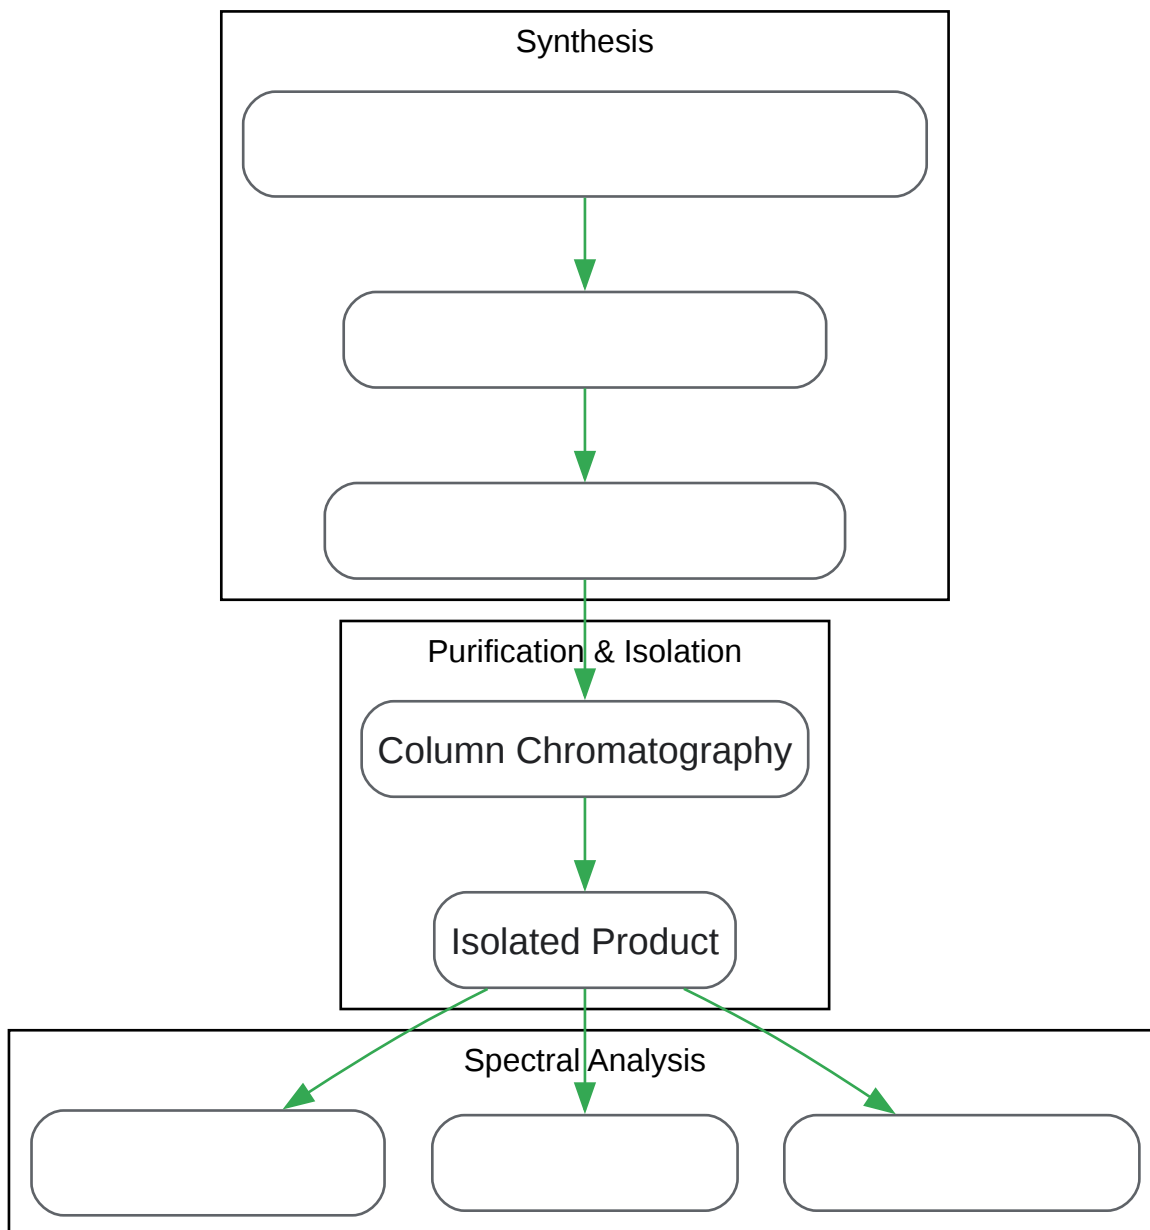 Synthesis
Purification & Isolation
Column Chromatography
Isolated Product
Spectral Analysis